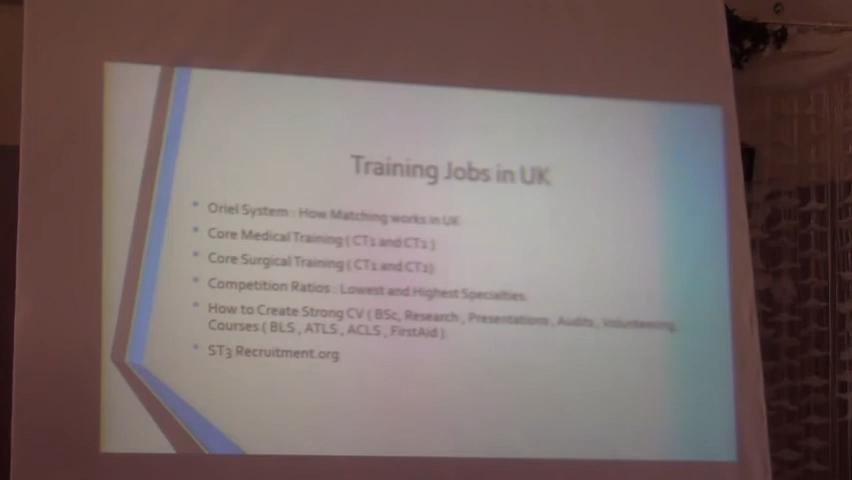 Training Jobs in UK
Oriel System : How Matching works in UK
Core Medical Training ( CT1 and CT2 )
Core Surgical Training ( CT1 and CT2)
Competition Ratios : Lowest and Highest Specialties.
How to Create Strong CV ( BSc, Research , Presentations , Audits , Volunteering,
Courses ( BLS , ATLS , ACLS , FirstAid )
ST3 Recruitment.org